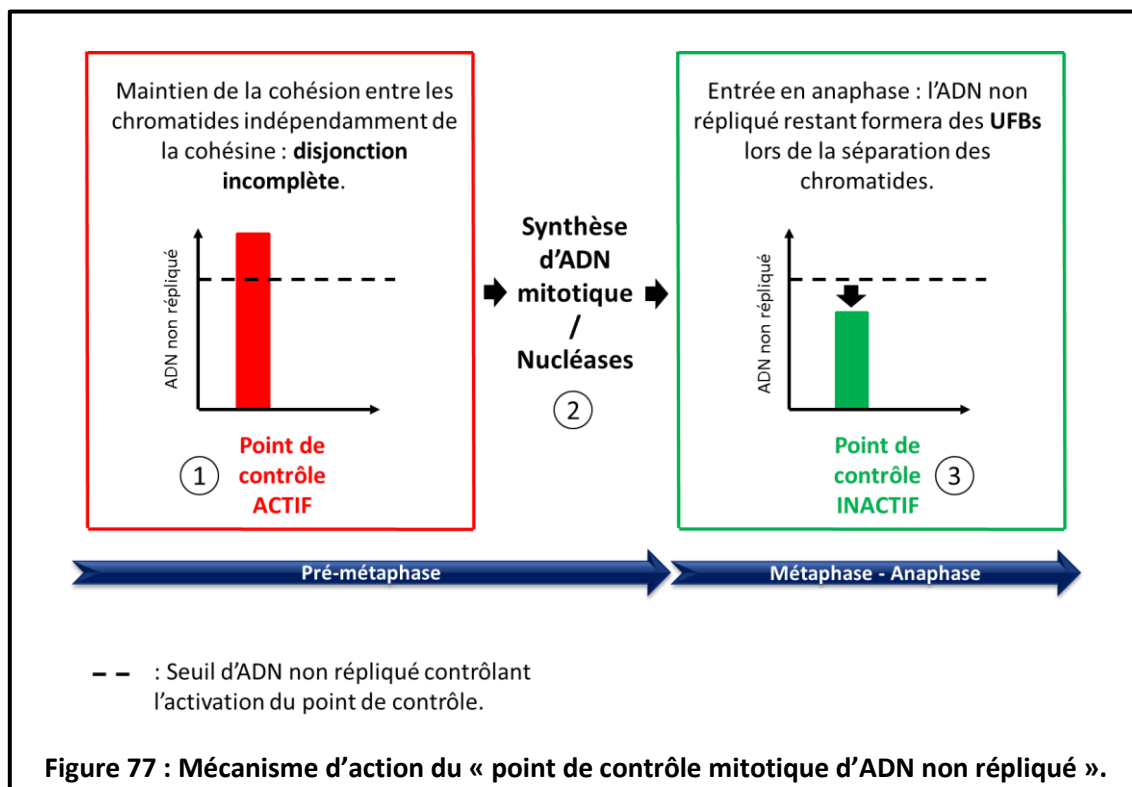 Maintien de la cohésion entre les
chromatides indépendamment de
la cohésine : disjonction
incomplète.
ADN non répliqué
1
Point de
contrôle
ACTIF
Synthèse
d'ADN
mitotique
/
Nucléases
2
Entrée en anaphase : l'ADN non
répliqué restant formera des UFBs
lors de la séparation des
chromatides.
ADN non répliqué
Point de
contrôle
INACTIF
3
Pré-métaphase
Métaphase - Anaphase
: Seuil d'ADN non répliqué contrôlant
l'activation du point de contrôle.
Figure 77 : Mécanisme d'action du « point de contrôle mitotique d'ADN non répliqué ».